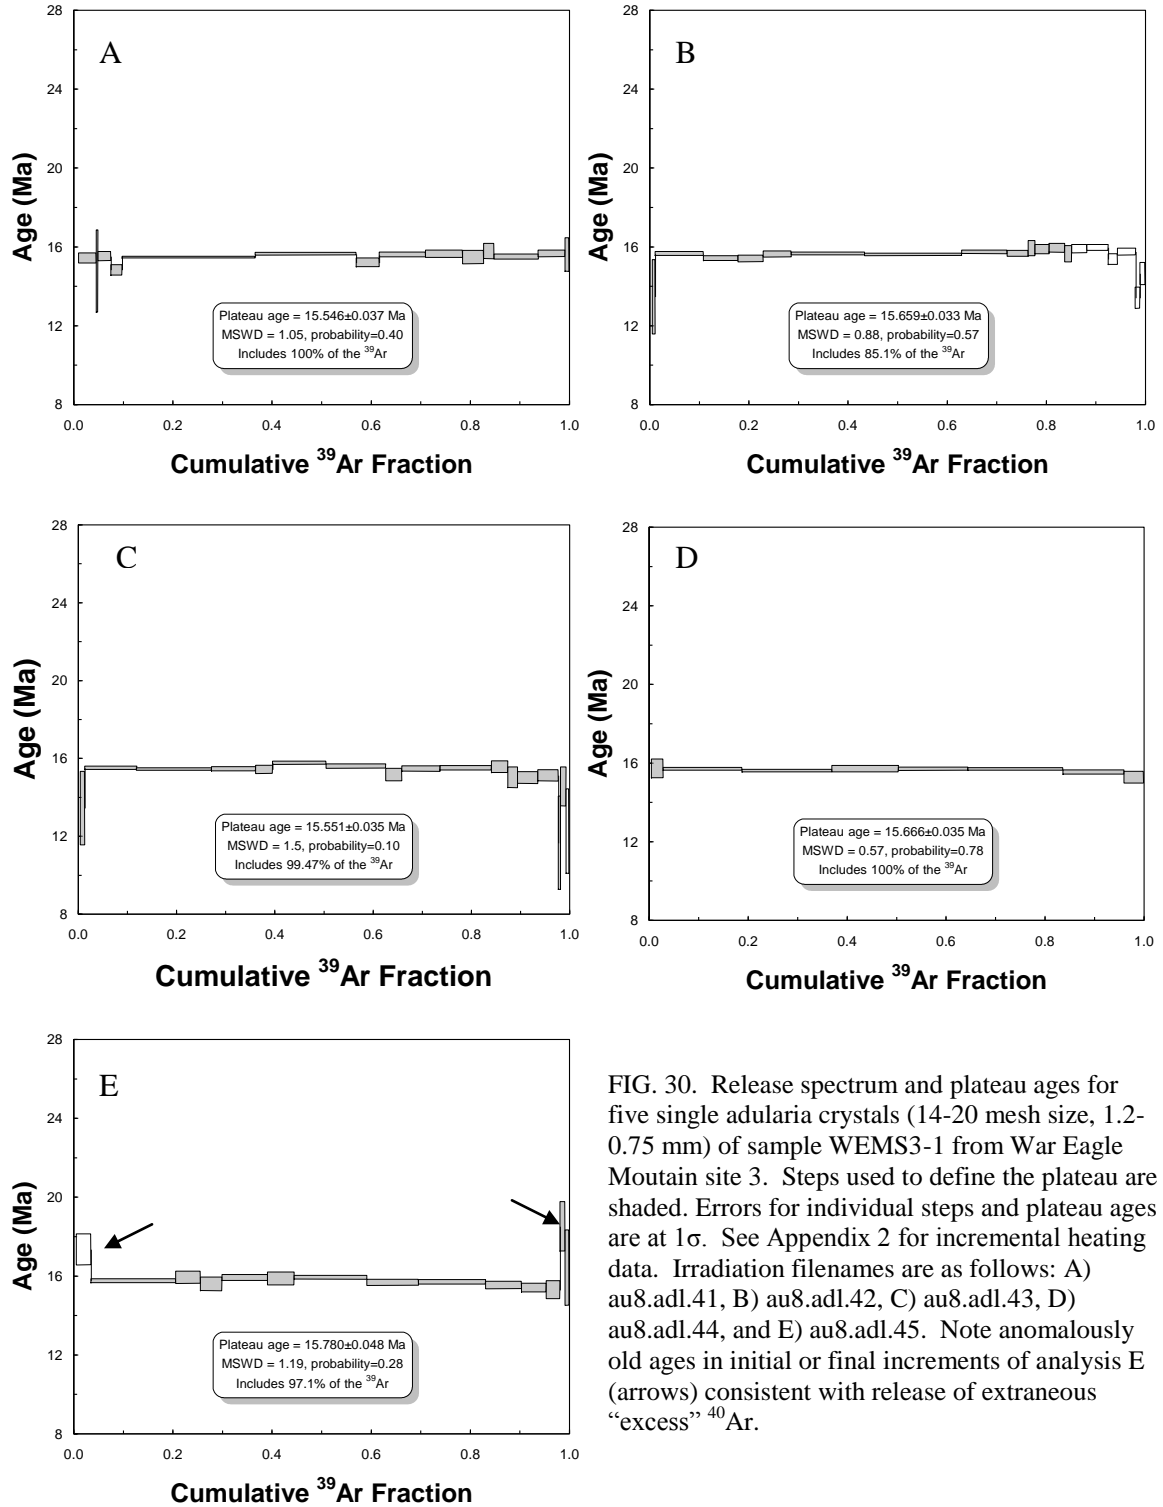 A
28
24
20
16
12
8
Age (Ma)
Plateau age = 15.546±0.037 Ma
MSWD = 1.05, probability=0.40
Includes 100% of the ³⁹Ar
0.0 0.2 0.4 0.6 0.8 1.0
Cumulative ³⁹Ar Fraction
B
28
24
20
16
12
8
Age (Ma)
Plateau age = 15.659±0.033 Ma
MSWD = 0.88, probability=0.57
Includes 85.1% of the ³⁹Ar
0.0 0.2 0.4 0.6 0.8 1.0
Cumulative ³⁹Ar Fraction
C
28
24
20
16
12
8
Age (Ma)
Plateau age = 15.551±0.035 Ma
MSWD = 1.5, probability=0.10
Includes 99.47% of the ³⁹Ar
0.0 0.2 0.4 0.6 0.8 1.0
Cumulative ³⁹Ar Fraction
D
28
24
20
16
12
8
Age (Ma)
Plateau age = 15.666±0.035 Ma
MSWD = 0.57, probability=0.78
Includes 100% of the ³⁹Ar
0.0 0.2 0.4 0.6 0.8 1.0
Cumulative ³⁹Ar Fraction
E
28
24
20
16
12
8
Age (Ma)
Plateau age = 15.780±0.048 Ma
MSWD = 1.19, probability=0.28
Includes 97.1% of the ³⁹Ar
0.0 0.2 0.4 0.6 0.8 1.0
Cumulative ³⁹Ar Fraction
FIG. 30. Release spectrum and plateau ages for
five single adularia crystals (14-20 mesh size, 1.2-
0.75 mm) of sample WEMS3-1 from War Eagle
Moutain site 3. Steps used to define the plateau are
shaded. Errors for individual steps and plateau ages
are at 1σ. See Appendix 2 for incremental heating
data. Irradiation filenames are as follows: A)
au8.adl.41, B) au8.adl.42, C) au8.adl.43, D)
au8.adl.44, and E) au8.adl.45. Note anomalously
old ages in initial or final increments of analysis E
(arrows) consistent with release of extraneous
“excess” ⁴⁰Ar.